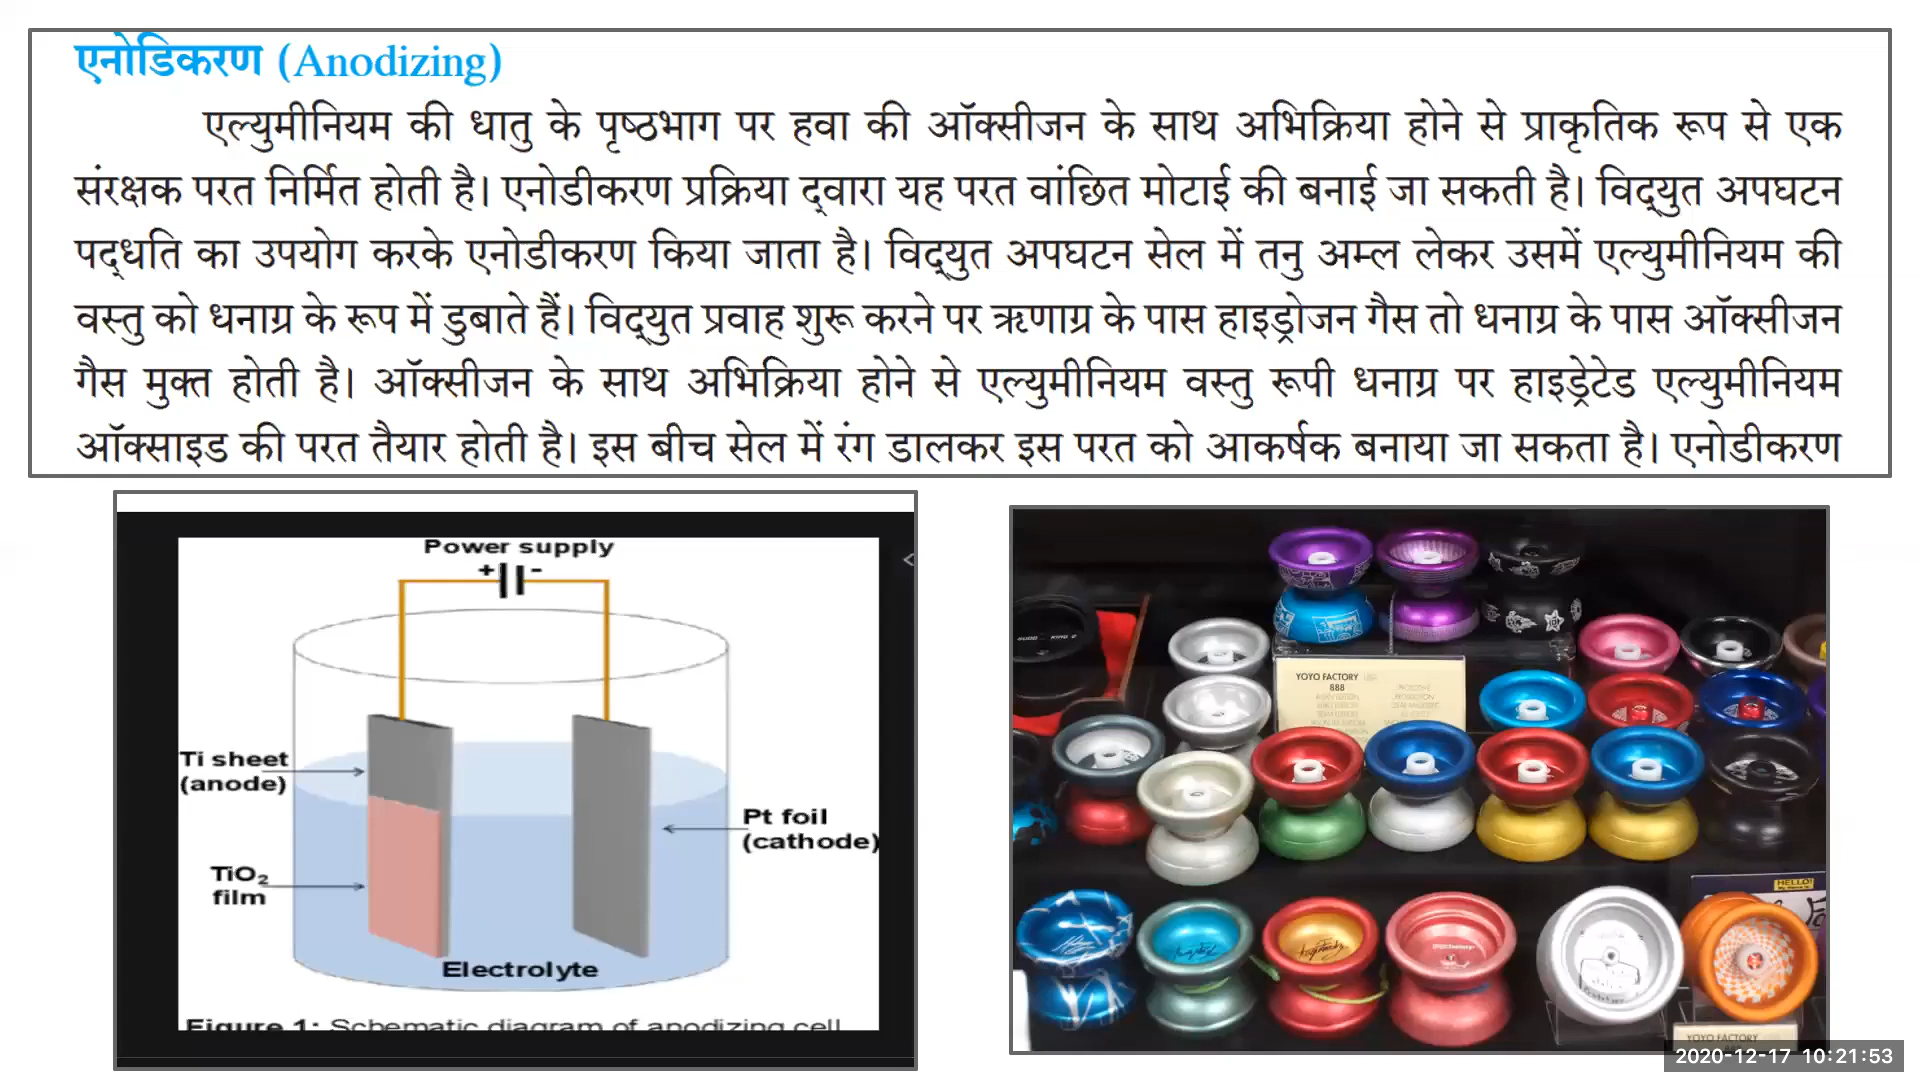 एनोडिकरण (Anodizing)
एल्युमीनियम की धातु के पृष्ठभाग पर हवा की ऑक्सीजन के साथ अभिक्रिया होने से प्राकृतिक रूप से एक
संरक्षक परत निर्मित होती है। एनोडीकरण प्रक्रिया द्वारा यह परत वांछित मोटाई की बनाई जा सकती है। विद्युत अपघटन
पद्धति का उपयोग करके एनोडीकरण किया जाता है। विद्युत अपघटन सेल में तनु अम्ल लेकर उसमें एल्युमीनियम की
वस्तु को धनाग्र के रूप में डुबाते हैं। विद्युत प्रवाह शुरू करने पर ऋणाग्र के पास हाइड्रोजन गैस तो धनाग्र के पास ऑक्सीजन
गैस मुक्त होती है। ऑक्सीजन के साथ अभिक्रिया होने से एल्युमीनियम वस्तु रूपी धनाग्र पर हाइड्रेटेड एल्युमीनियम
ऑक्साइड की परत तैयार होती है। इस बीच सेल में रंग डालकर इस परत को आकर्षक बनाया जा सकता है। एनोडीकरण
Power supply
+ -
Ti sheet
(anode)
Pt foil
(cathode)
TiO₂
film
Electrolyte
Figure 1: Schematic diagram of anodizing cell
YOYO FACTORY
888
HELLO!
YOYO FACTORY
2020-12-17 10:21:53